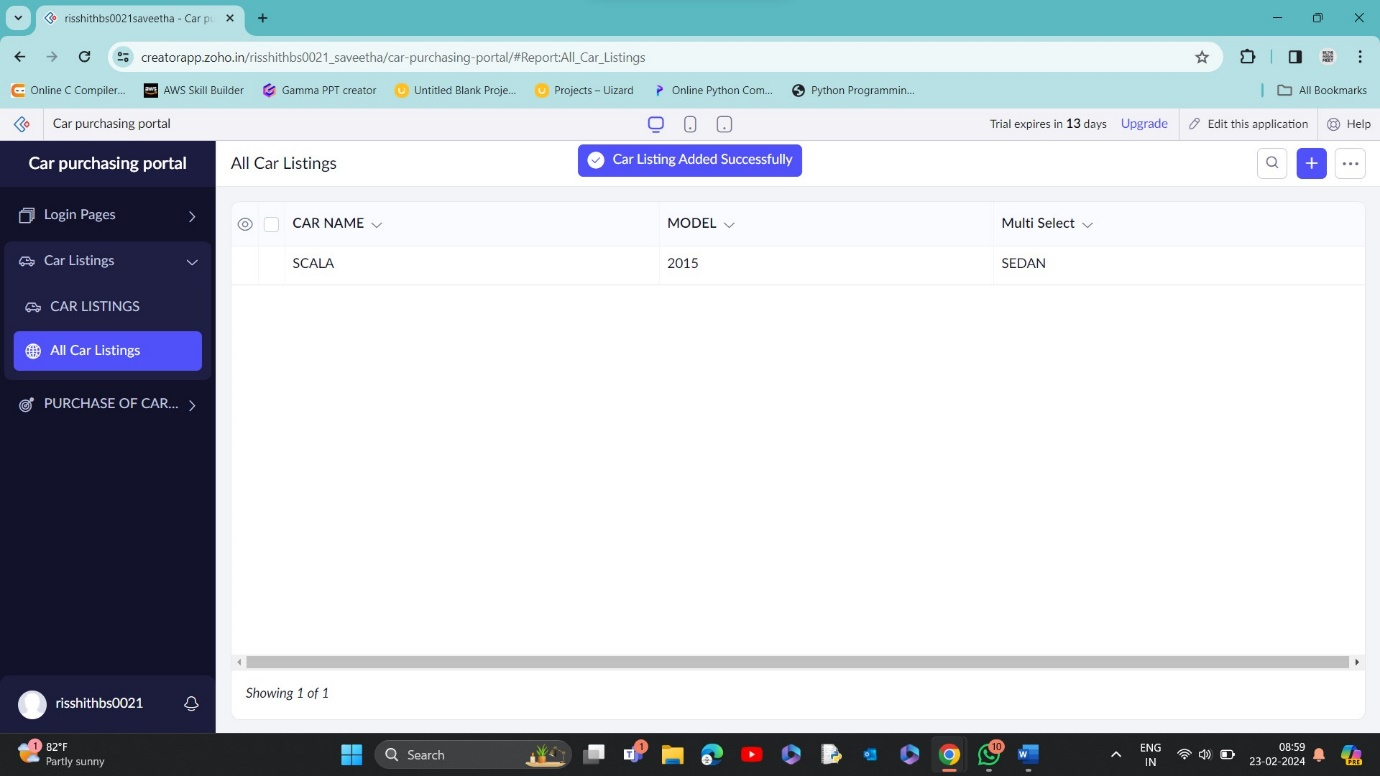 risshithbs0021saveetha - Car p
creatorapp.zoho.in/risshithbs0021_saveetha/car-purchasing-portal/#Report:All_Car_Listings
Online C Compiler...
AWS Skill Builder
Gamma PPT creator
Untitled Blank Proje...
Projects – Uizard
Online Python Com...
Python Programmin...
All Bookmarks
Car purchasing portal
Trial expires in 13 days
Upgrade
Edit this application
Help
Car purchasing portal
All Car Listings
Car Listing Added Successfully
Login Pages
Car Listings
CAR LISTINGS
All Car Listings
PURCHASE OF CAR...
CAR NAME
MODEL
Multi Select
SCALA
2015
SEDAN
Showing 1 of 1
risshithbs0021
1
82°F
Partly sunny
Search
1
10
ENG
IN
08:59
23-02-2024
PRE